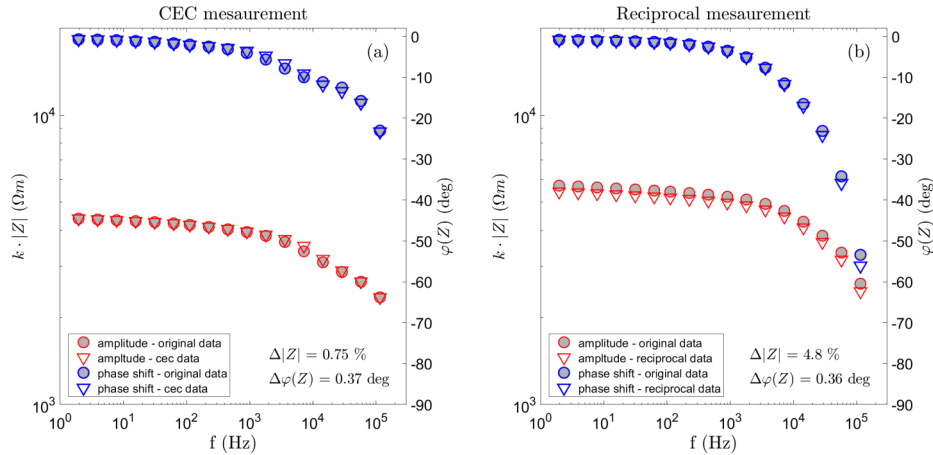 CEC mesaurement
(a)
10^4
10^3
k · |Z| (Ωm)
0
-10
-20
-30
-40
-50
-60
-70
-80
-90
φ(Z) (deg)
amplitude - original data
ampltude - cec data
phase shift - original data
phase shift - cec data
Δ|Z| = 0.75 %
Δφ(Z) = 0.37 deg
10^0 10^1 10^2 10^3 10^4 10^5
f (Hz)
Reciprocal mesaurement
(b)
10^4
10^3
k · |Z| (Ωm)
0
-10
-20
-30
-40
-50
-60
-70
-80
-90
φ(Z) (deg)
amplitude - original data
ampltude - reciprocal data
phase shift - original data
phase shift - reciprocal data
Δ|Z| = 4.8 %
Δφ(Z) = 0.36 deg
10^0 10^1 10^2 10^3 10^4 10^5
f (Hz)